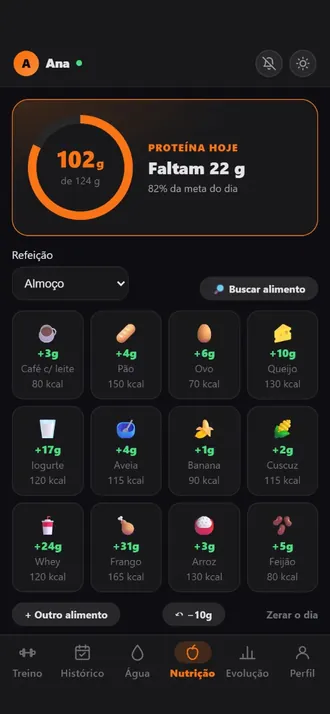 A Ana
102g
de 124 g
PROTEÍNA HOJE
Faltam 22 g
82% da meta do dia
Refeição
Almoço
Buscar alimento
+3g
Café c/ leite
80 kcal
+4g
Pão
150 kcal
+6g
Ovo
70 kcal
+10g
Queijo
130 kcal
+17g
Iogurte
120 kcal
+4g
Aveia
115 kcal
+1g
Banana
90 kcal
+2g
Cuscuz
115 kcal
+24g
Whey
120 kcal
+31g
Frango
165 kcal
+3g
Arroz
130 kcal
+5g
Feijão
80 kcal
+ Outro alimento
↶ −10g
Zerar o dia
Treino
Histórico
Água
Nutrição
Evolução
Perfil